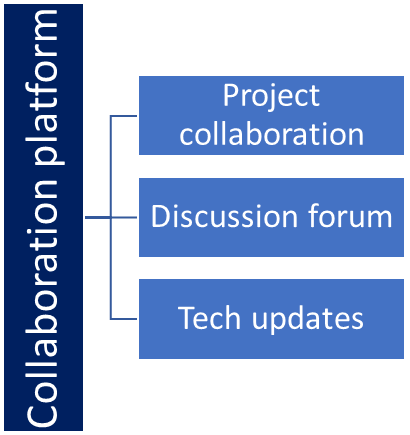 Collaboration platform
Project
collaboration
Discussion forum
Tech updates